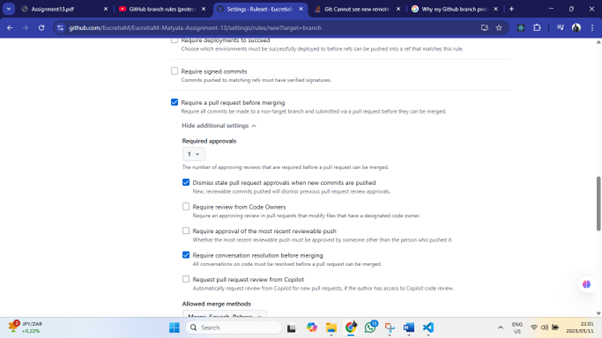 Assignment13.pdf
GitHub branch rules (protec
Settings · Ruleset · Eucretia
Git: Cannot see new remote
Why my Github branch prot
github.com/EucretiaM/EucretiaM-Matyala-Assignment-13/settings/rules/new?target=branch
Require deployments to succeed
Choose which environments must be successfully deployed to before refs can be pushed into a ref that matches this rule.
Require signed commits
Commits pushed to matching refs must have verified signatures.
Require a pull request before merging
Require all commits be made to a non-target branch and submitted via a pull request before they can be merged.
Hide additional settings
Required approvals
1
The number of approving reviews that are required before a pull request can be merged.
Dismiss stale pull request approvals when new commits are pushed
New, reviewable commits pushed will dismiss previous pull request review approvals.
Require review from Code Owners
Require an approving review in pull requests that modify files that have a designated code owner.
Require approval of the most recent reviewable push
Whether the most recent reviewable push must be approved by someone other than the person who pushed it.
Require conversation resolution before merging
All conversations on code must be resolved before a pull request can be merged.
Request pull request review from Copilot
Automatically request review from Copilot for new pull requests, if the author has access to Copilot code review.
Allowed merge methods
Merge, Squash, Rebase
JPY/ZAR
+0,22%
Search
ENG
US
22:01
2025/05/11